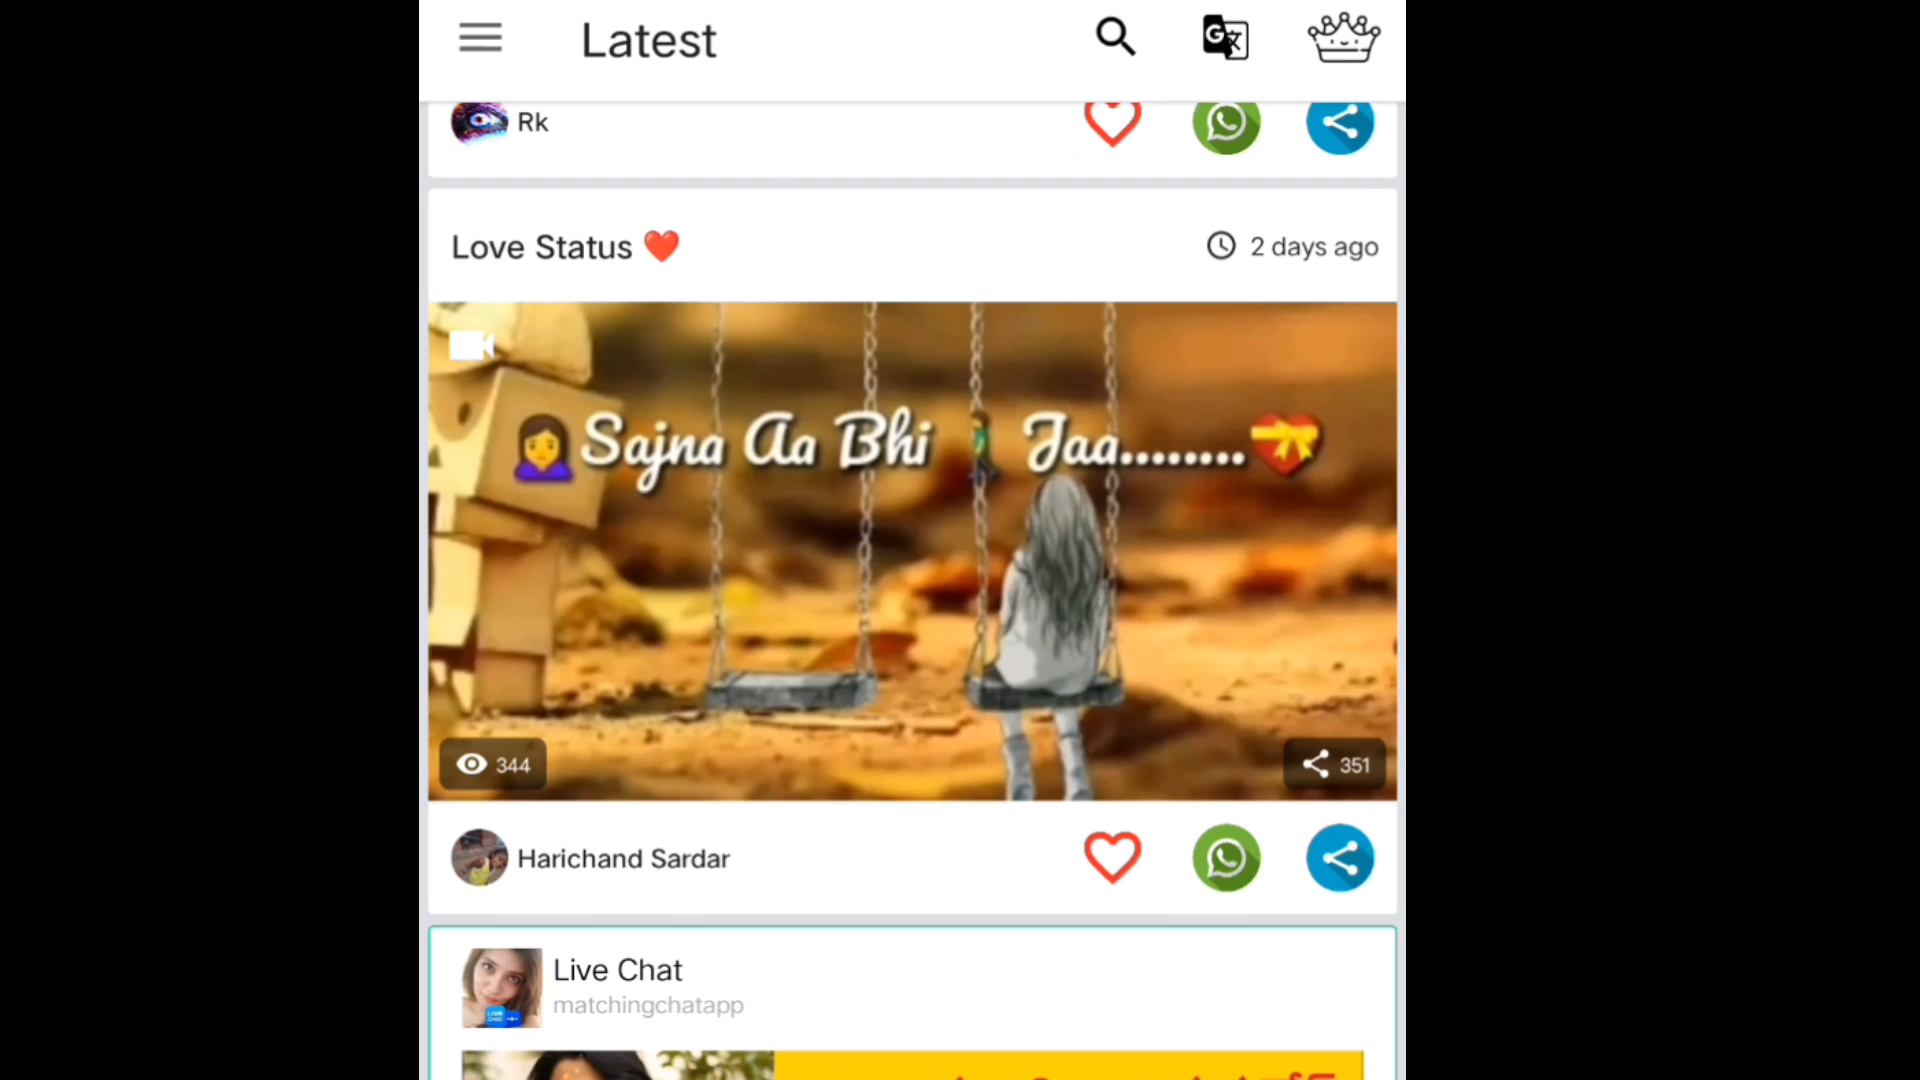 Latest
Rk
Love Status ❤️
2 days ago
Sajna Aa Bhi Jaa........
344
351
Harichand Sardar
Live Chat
matchingchatapp